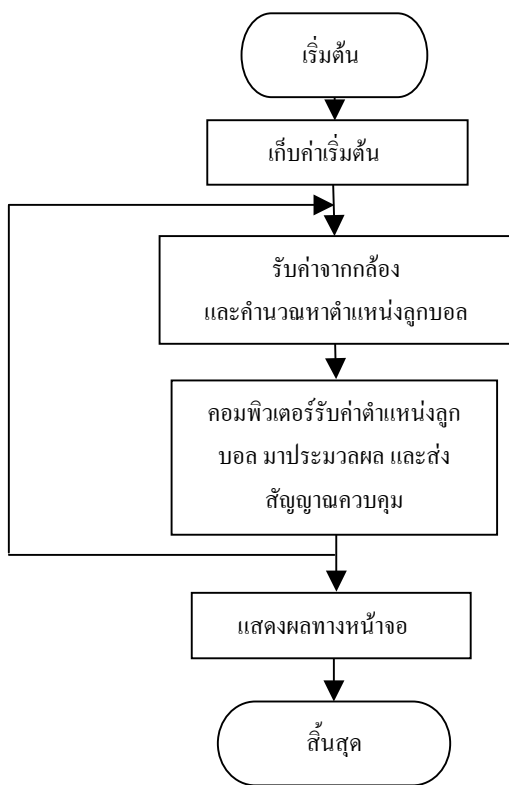 เริ่มต้น
เก็บค่าเริ่มต้น
รับค่าจากกล้อง
และคำนวณหาตำแหน่งลูกบอล
คอมพิวเตอร์รับค่าตำแหน่งลูก
บอล มาประมวลผล และส่ง
สัญญาณควบคุม
แสดงผลทางหน้าจอ
สิ้นสุด